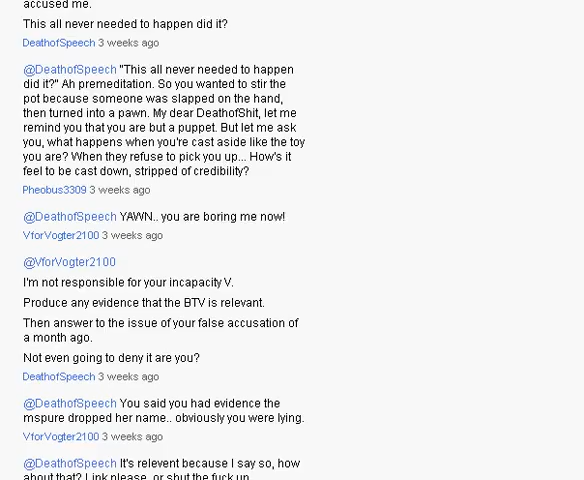 accused me.
This all never needed to happen did it?
DeathofSpeech 3 weeks ago
@DeathofSpeech "This all never needed to happen
did it?" Ah premeditation. So you wanted to stir the
pot because someone was slapped on the hand,
then turned into a pawn. My dear DeathofShit, let me
remind you that you are but a puppet. But let me ask
you, what happens when you're cast aside like the toy
you are? When they refuse to pick you up... How's it
feel to be cast down, stripped of credibility?
Pheobus3309 3 weeks ago
@DeathofSpeech YAWN.. you are boring me now!
VforVogter2100 3 weeks ago
@VforVogter2100
I'm not responsible for your incapacity V.
Produce any evidence that the BTV is relevant.
Then answer to the issue of your false accusation of
a month ago.
Not even going to deny it are you?
DeathofSpeech 3 weeks ago
@DeathofSpeech You said you had evidence the
mspure dropped her name.. obviously you were lying.
VforVogter2100 3 weeks ago
@DeathofSpeech It's relevent because I say so, how
about that? Link please, or shut the fuck up